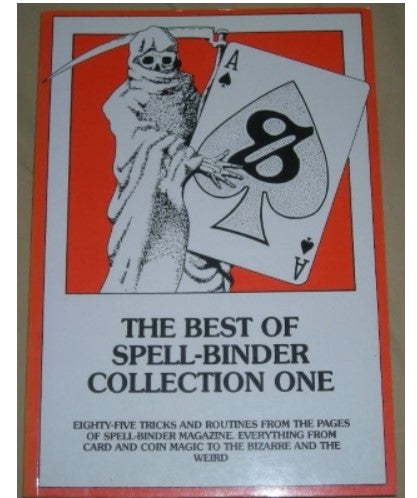 A
A
THE BEST OF
SPELL-BINDER
COLLECTION ONE
EIGHTY-FIVE TRICKS AND ROUTINES FROM THE PAGES
OF SPELL-BINDER MAGAZINE. EVERYTHING FROM
CARD AND COIN MAGIC TO THE BIZARRE AND THE
WEIRD